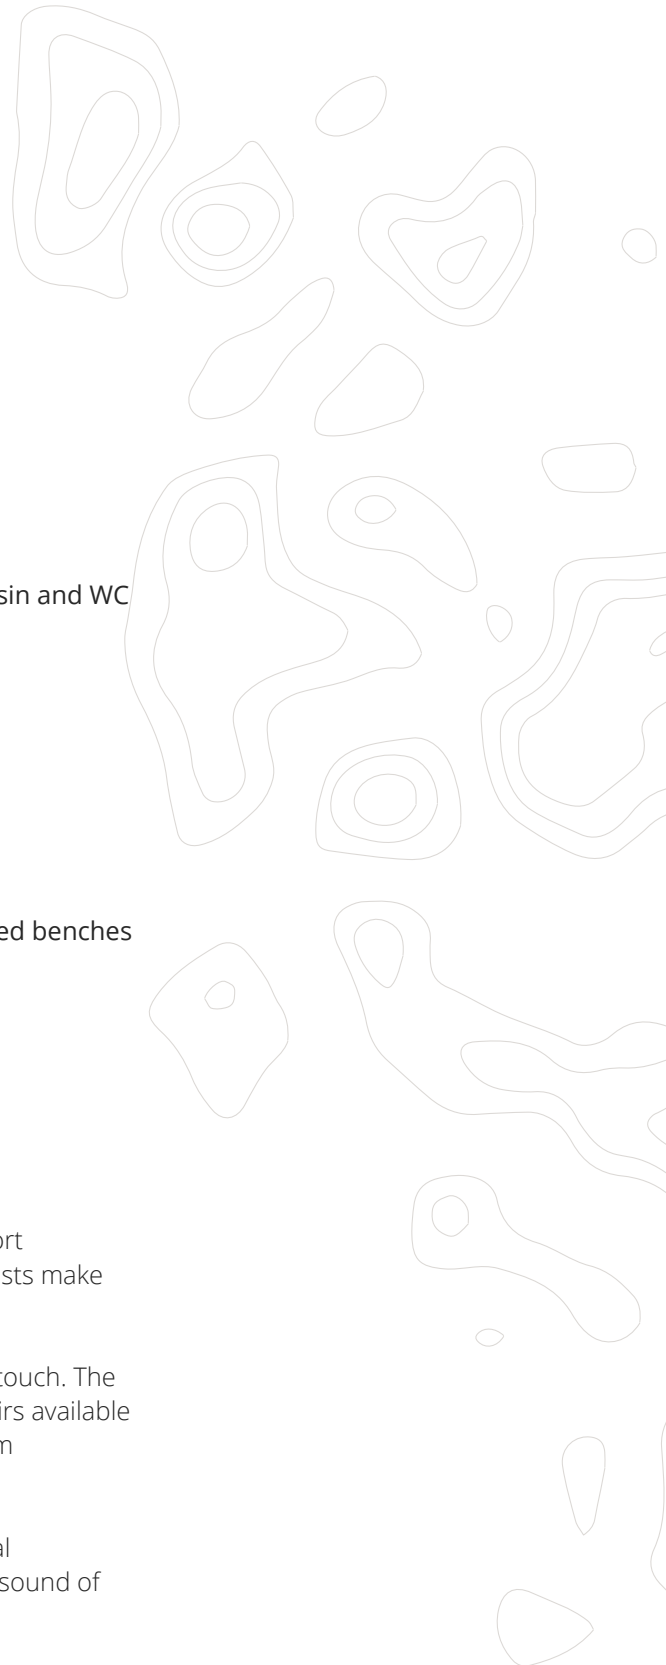 sin and WC
ed benches
ort
sts make
touch. The
irs available
m
al
sound of